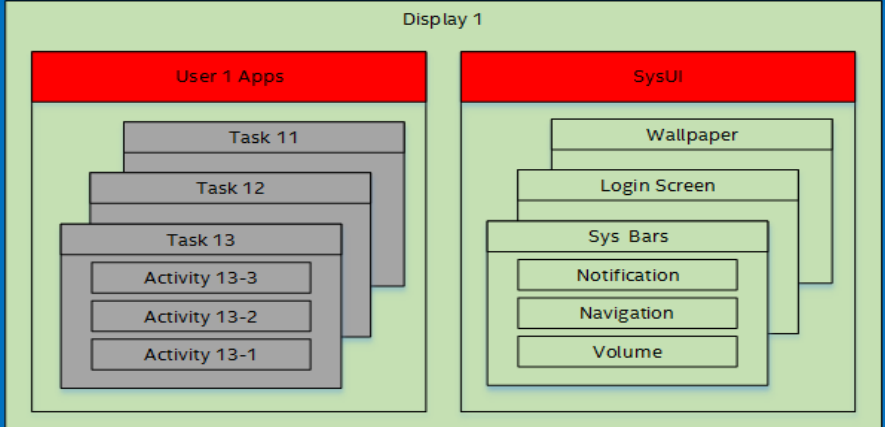 Display 1
User 1 Apps
Task 11
Task 12
Task 13
Activity 13-3
Activity 13-2
Activity 13-1
SysUI
Wallpaper
Login Screen
Sys Bars
Notification
Navigation
Volume